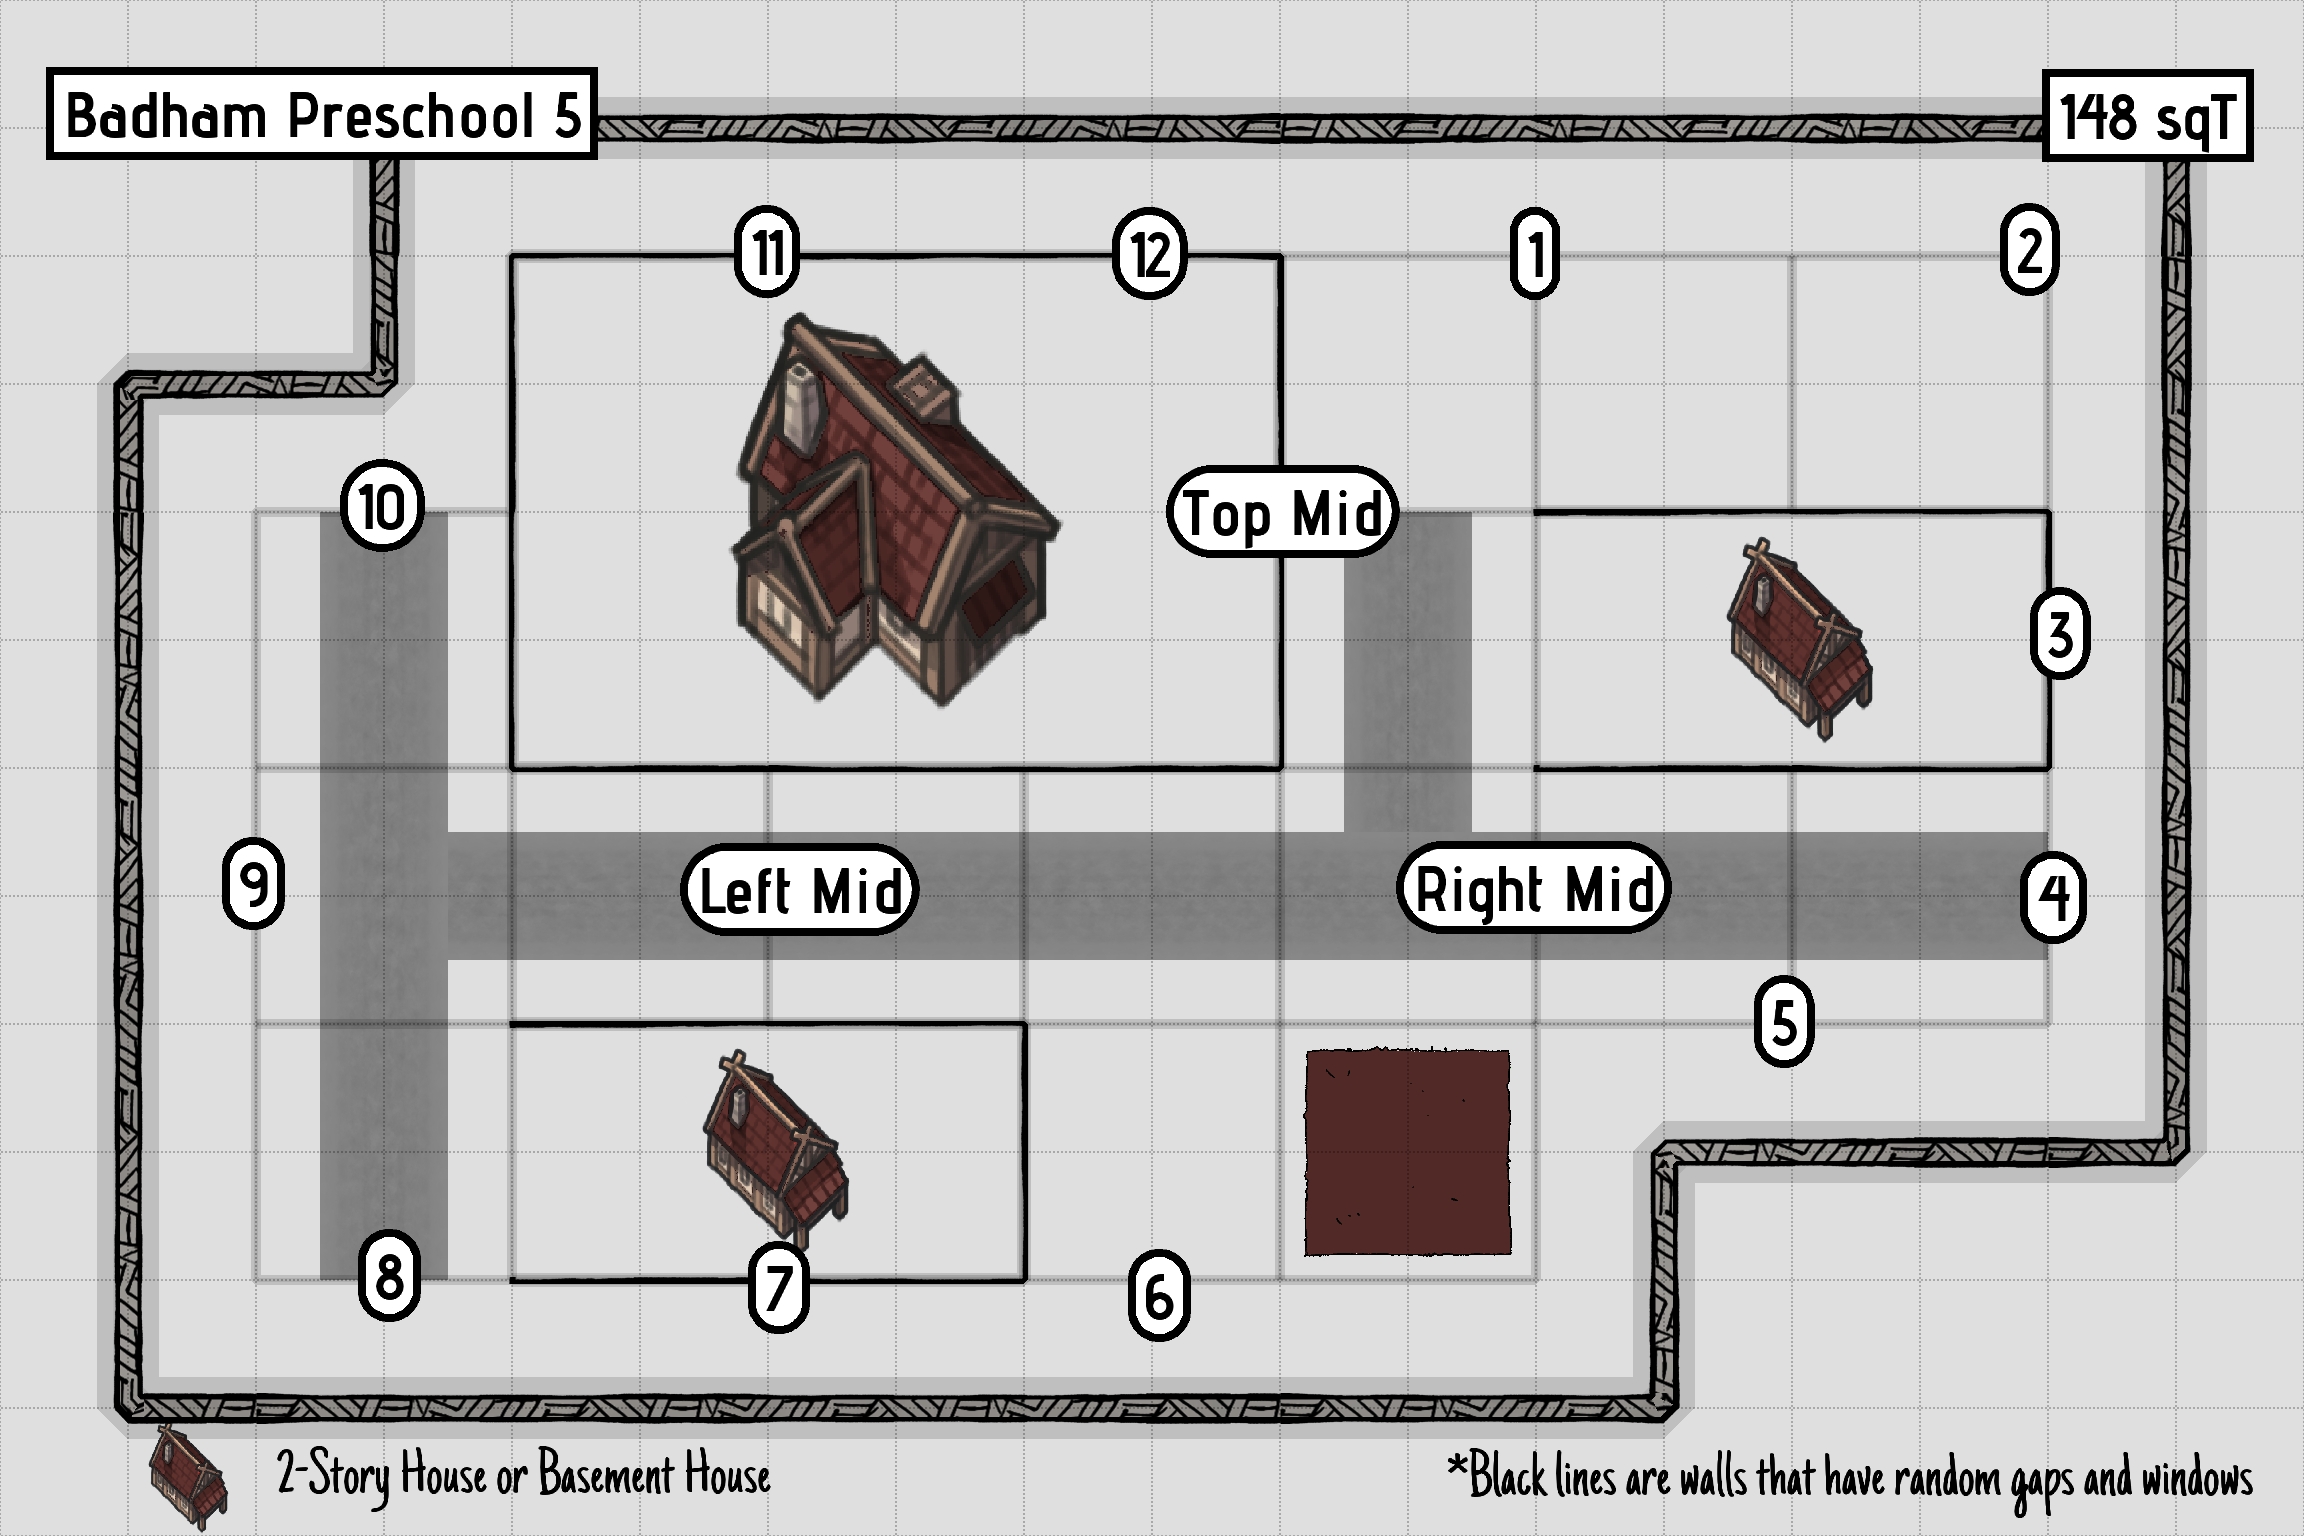 Badham Preschool 5
148 sqT
11
12
1
2
10
Top Mid
3
9
Left Mid
Right Mid
4
5
8
7
6
2-Story House or Basement House
*Black lines are walls that have random gaps and windows